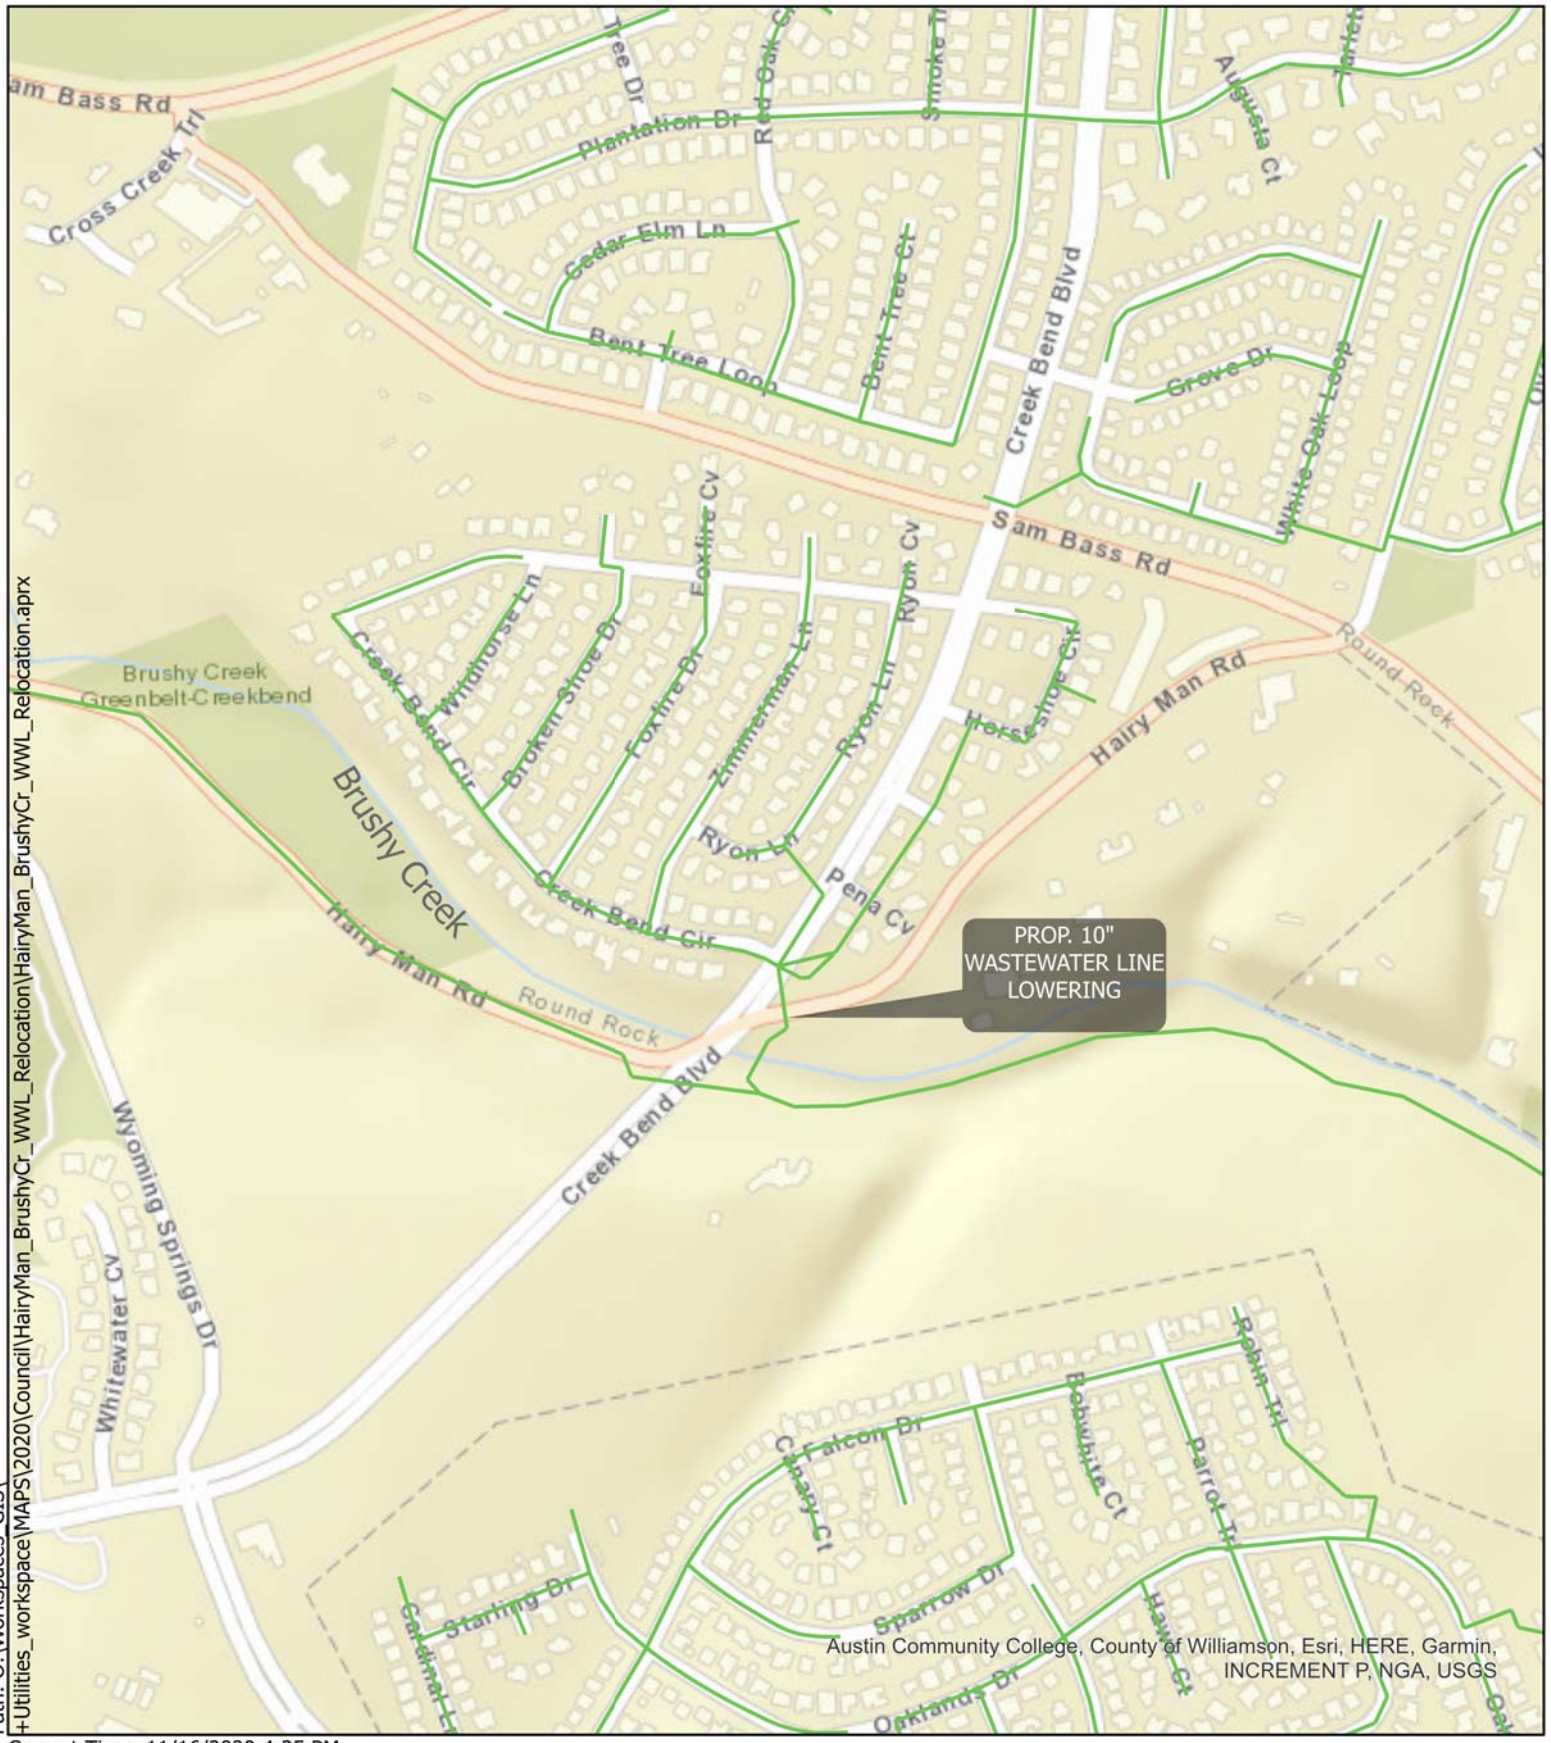 am Bass Rd
Cross Creek Trl
Tree Dr
Plantation Dr
Red Oak
Smoke
Augusta Ct
Cedar Elm Ln
Bent Tree Loop
Bent Tree Ct
Creek Bend Blvd
Grove Dr
White Oak Loop
Sam Bass Rd
Foxfire Cv
Ryon Cv
Round Rock
Hairy Man Rd
Horseshoe Cir
Windhorse Ln
Broken Shoe Dr
Foxfire Dr
Zimmerman Ln
Ryon Ln
Creek Bend Cir
Brushy Creek
Greenbelt-Creekbend
Brushy Creek
Ryon Ln
Pena Cv
Creek Bend Cir
Hairy Man Rd
Round Rock
PROP. 10"
WASTEWATER LINE
LOWERING
Creek Bend Blvd
Wyoming Springs Dr
Whitewater Cv
Robin Trl
Bobwhite Ct
Parrot Tr
Falcon Dr
Canary Ct
Sparrow Dr
Starling Dr
Cardinal L
Hawk Ct
Oaklands Dr
Oak
Austin Community College, County of Williamson, Esri, HERE, Garmin,
INCREMENT P, NGA, USGS
+Utilities_workspace\MAPS\2020\Council\HairyMan_BrushyCr_WWL_Relocation\HairyMan_BrushyCr_WWL_Relocation.aprx